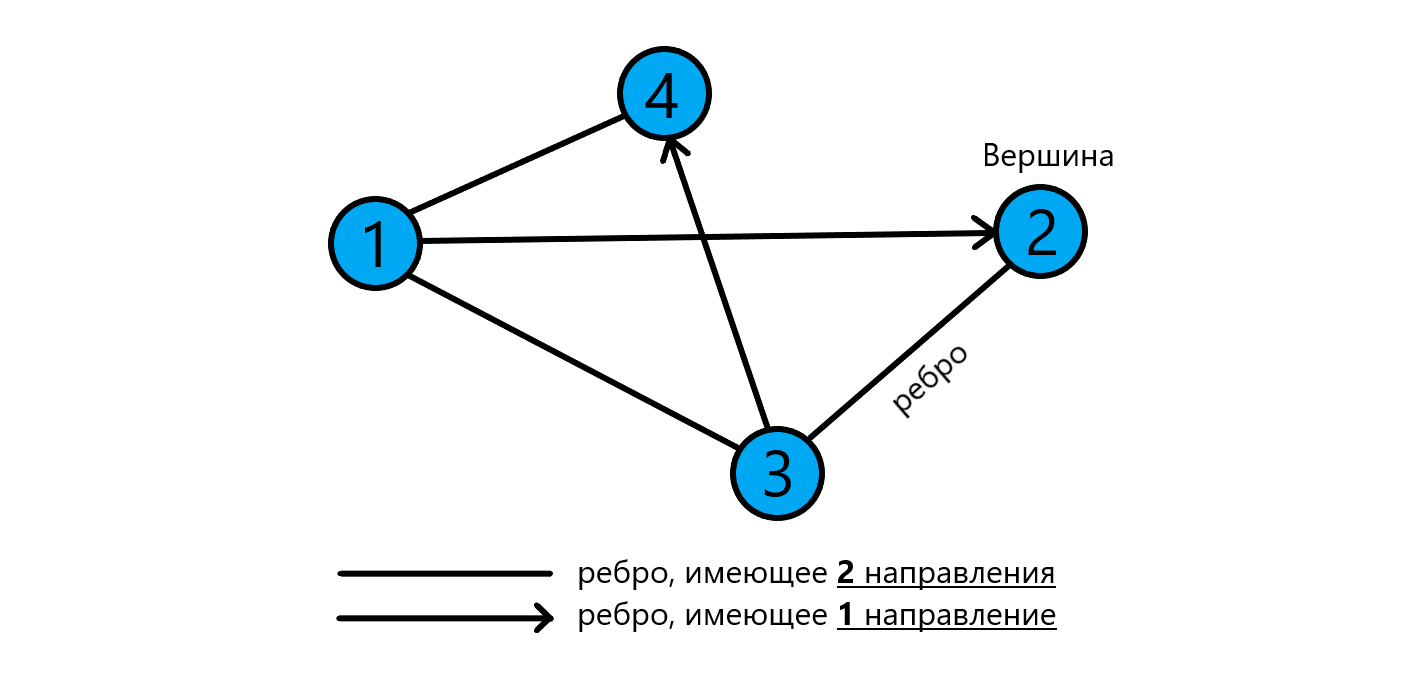 4
Вершина
1
2
ребро
3
ребро, имеющее 2 направления
ребро, имеющее 1 направление